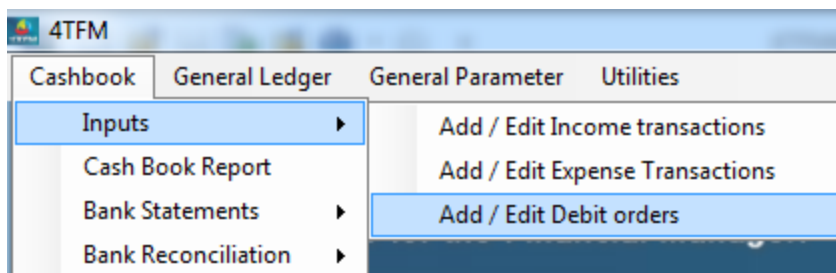 4TFM
Cashbook General Ledger General Parameter Utilities
Inputs Add / Edit Income transactions
Cash Book Report Add / Edit Expense Transactions
Bank Statements Add / Edit Debit orders
Bank Reconciliation